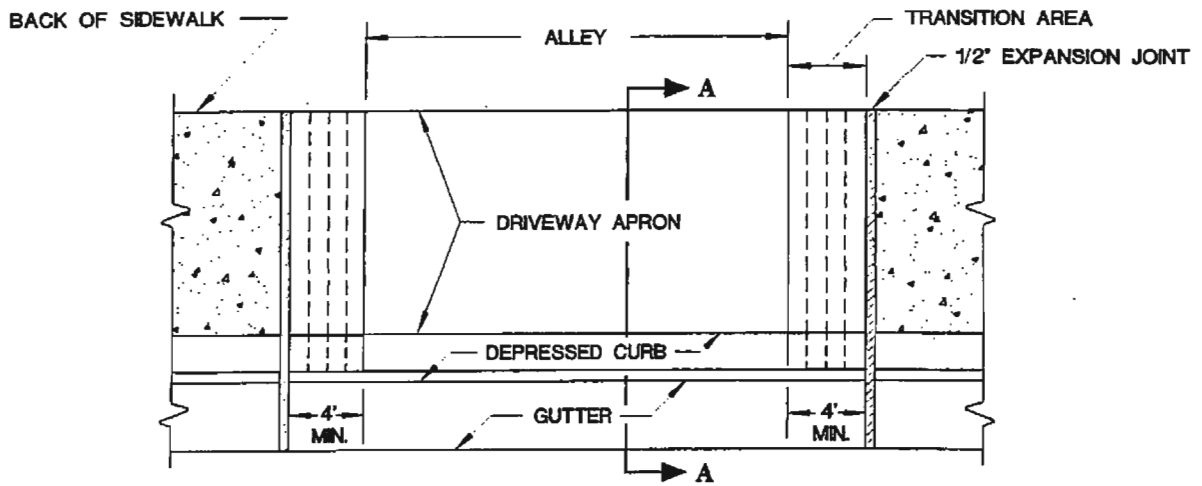 BACK OF SIDEWALK
TRANSITION AREA
ALLEY
1/2" EXPANSION JOINT
A
DRIVEWAY APRON
DEPRESSED CURB
4'
MIN.
GUTTER
4'
MIN.
A